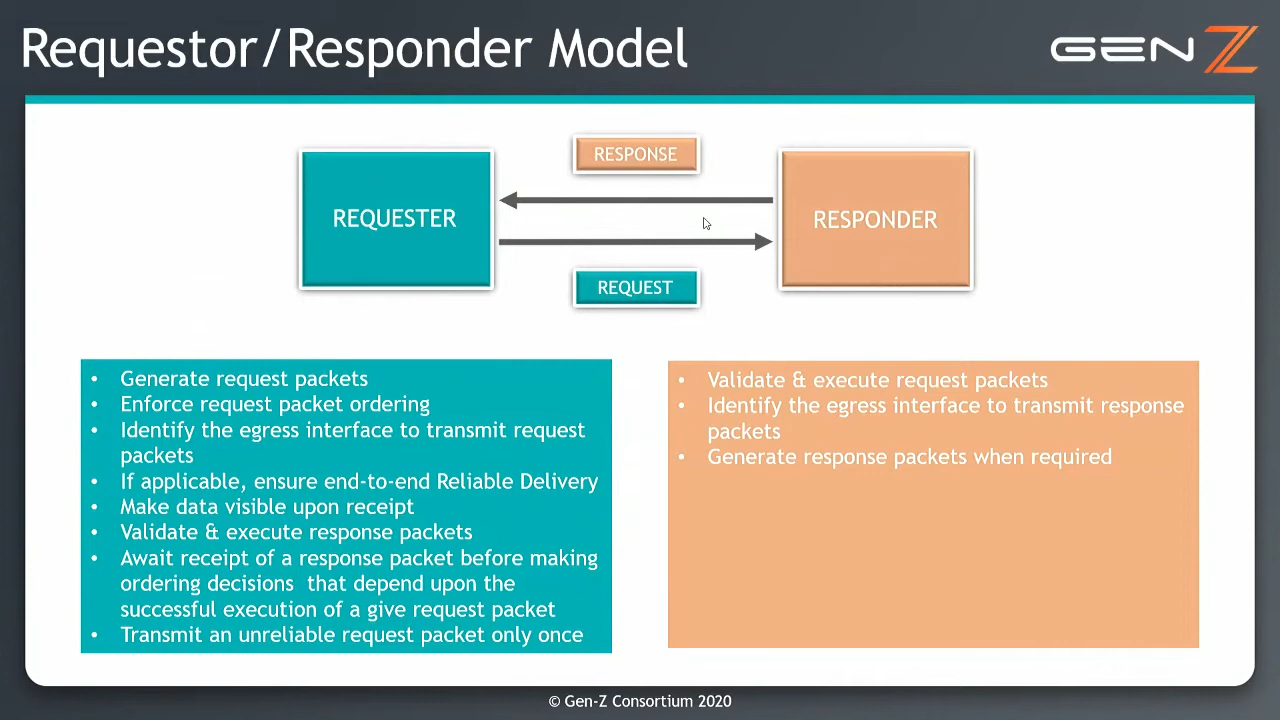 Requestor/Responder Model
GEN Z
RESPONSE
REQUESTER
RESPONDER
REQUEST
• Generate request packets
• Enforce request packet ordering
• Identify the egress interface to transmit request
packets
• If applicable, ensure end-to-end Reliable Delivery
• Make data visible upon receipt
• Validate & execute response packets
• Await receipt of a response packet before making
ordering decisions that depend upon the
successful execution of a give request packet
• Transmit an unreliable request packet only once
• Validate & execute request packets
• Identify the egress interface to transmit response
packets
• Generate response packets when required
© Gen-Z Consortium 2020